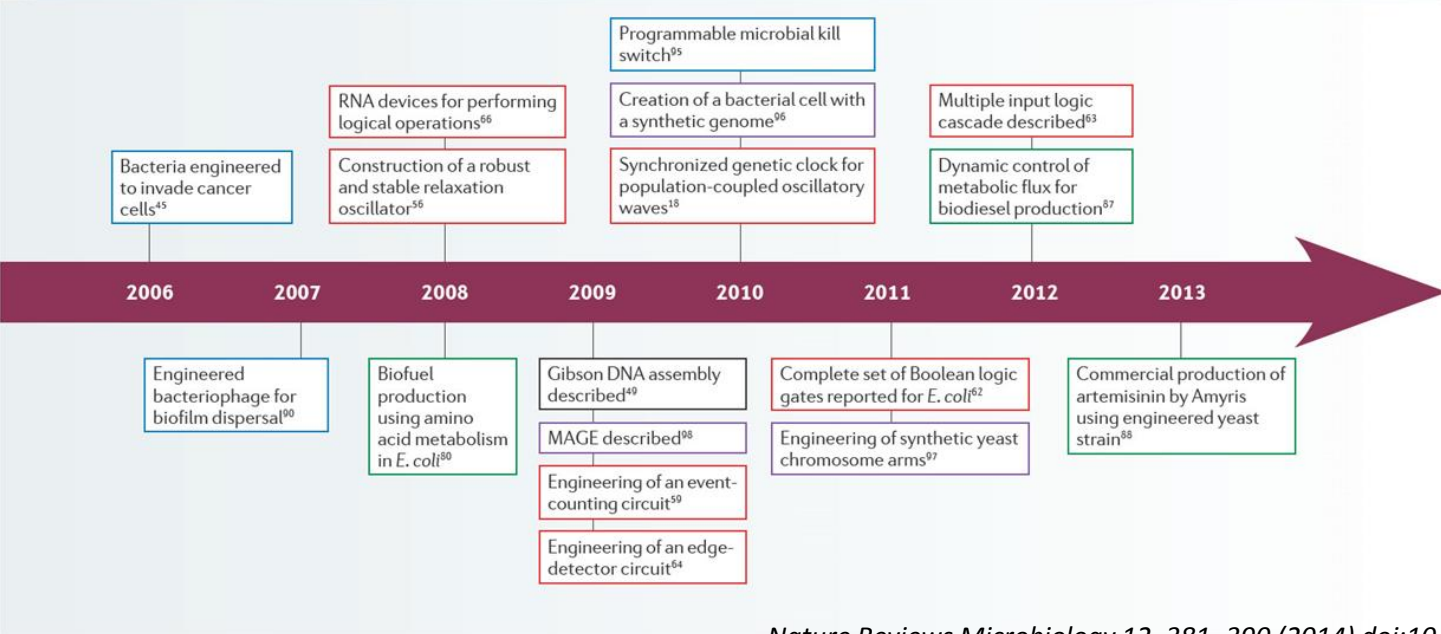 Programmable microbial kill
switch⁹⁵
RNA devices for performing
logical operations⁶⁶
Creation of a bacterial cell with
a synthetic genome⁹⁶
Multiple input logic
cascade described⁶³
Bacteria engineered
to invade cancer
cells⁴⁵
Construction of a robust
and stable relaxation
oscillator⁵⁶
Synchronized genetic clock for
population-coupled oscillatory
waves¹⁸
Dynamic control of
metabolic flux for
biodiesel production⁸⁷
2006 2007 2008 2009 2010 2011 2012 2013
Engineered
bacteriophage for
biofilm dispersal⁹⁰
Biofuel
production
using amino
acid metabolism
in E. coli⁸⁰
Gibson DNA assembly
described⁴⁹
MAGE described⁹⁸
Engineering of an event-
counting circuit⁵⁹
Engineering of an edge-
detector circuit⁶⁴
Complete set of Boolean logic
gates reported for E. coli⁶²
Engineering of synthetic yeast
chromosome arms⁹⁷
Commercial production of
artemisinin by Amyris
using engineered yeast
strain⁸⁸
Nature Reviews Microbiology 12, (2014)